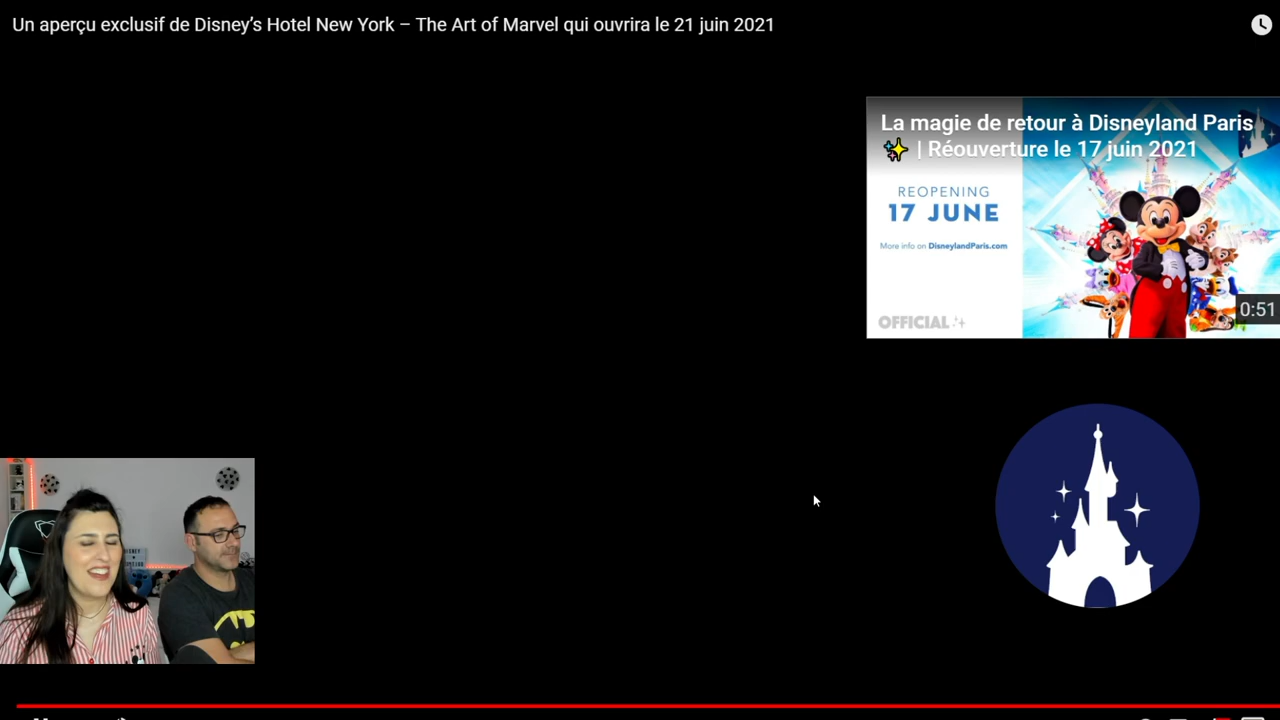 Un aperçu exclusif de Disney’s Hotel New York – The Art of Marvel qui ouvrira le 21 juin 2021
La magie de retour à Disneyland Paris
✨ | Réouverture le 17 juin 2021
REOPENING
17 JUNE
More info on DisneylandParis.com
OFFICIAL
0:51